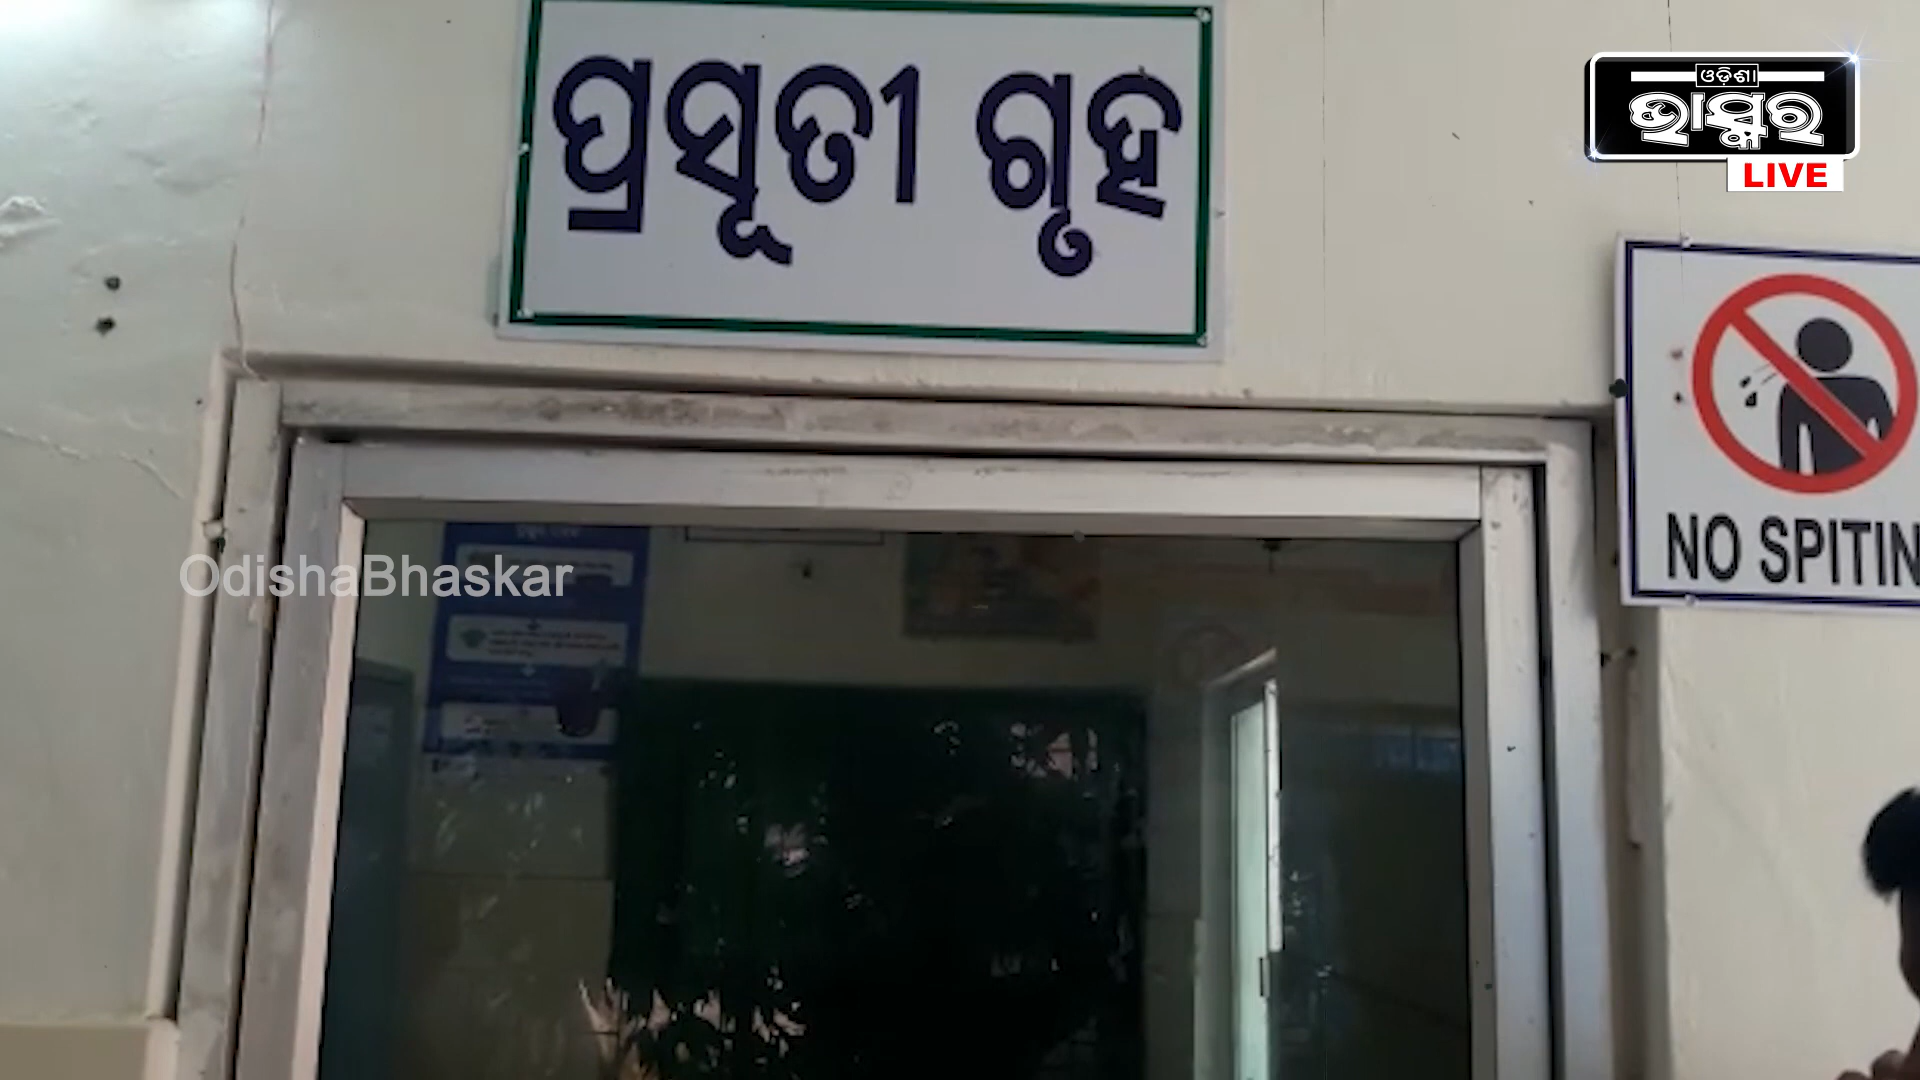 ପ୍ରସୂତୀ ଗୃହ
ଓଡ଼ିଶା
ଭାସ୍କର
LIVE
NO SPITIN
OdishaBhaskar